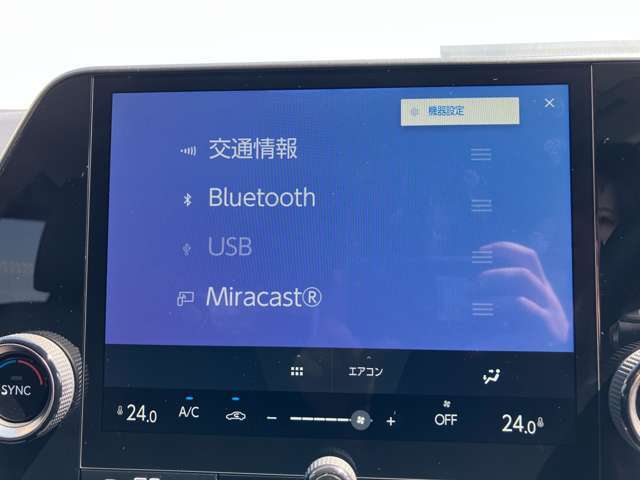 機器設定
交通情報
Bluetooth
USB
Miracast®
エアコン
SYNC
24.0 A/C − + OFF 24.0